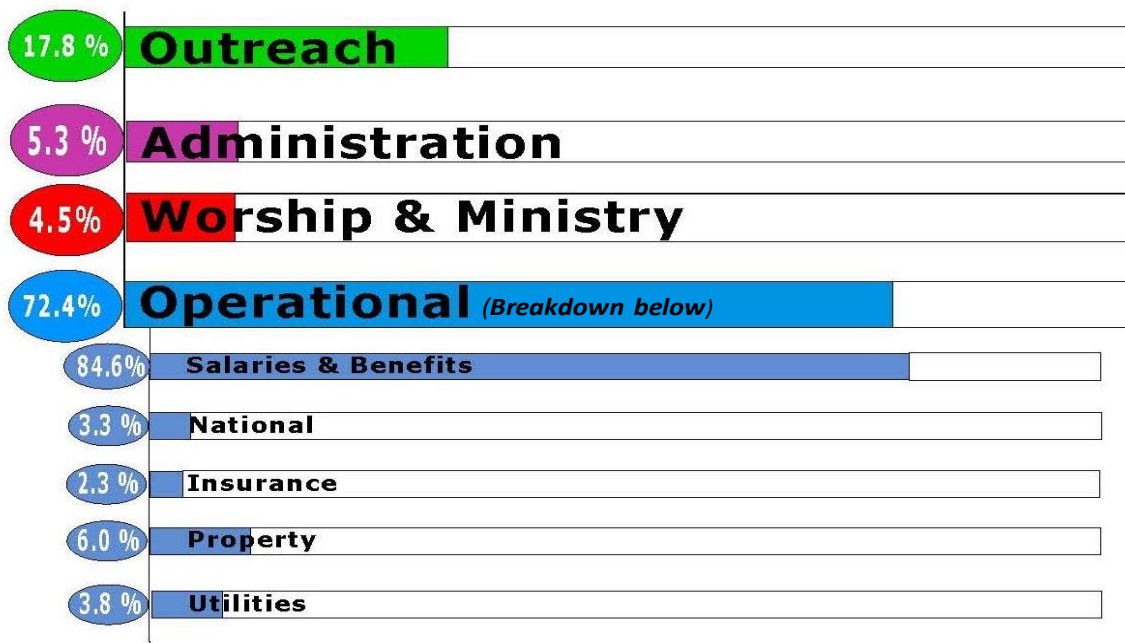 17.8 % Outreach
5.3 % Administration
4.5% Worship & Ministry
72.4% Operational (Breakdown below)
84.6% Salaries & Benefits
3.3 % National
2.3 % Insurance
6.0 % Property
3.8 % Utilities